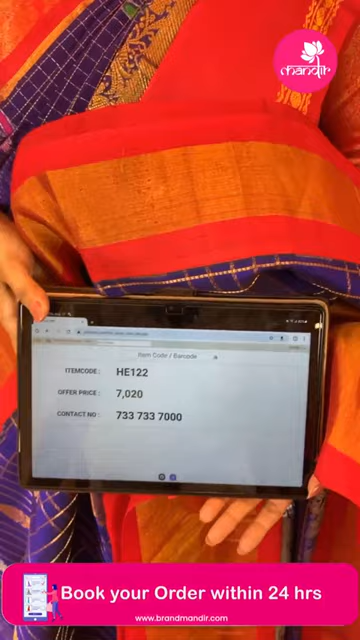 mandir
Item Code / Barcode
ITEMCODE : HE122
OFFER PRICE : 7,020
CONTACT NO : 733 733 7000
Book your Order within 24 hrs
www.brandmandir.com